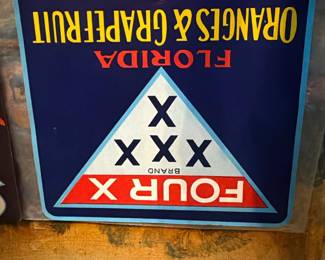 FOUR X
BRAND
X X X
X
FLORIDA
ORANGES & GRAPEFRUIT